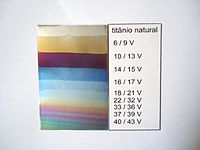 titânio natural
6 / 9 V
10 / 13 V
14 / 15 V
16 / 17 V
18 / 21 V
22 / 32 V
33 / 36 V
37 / 39 V
40 / 43 V